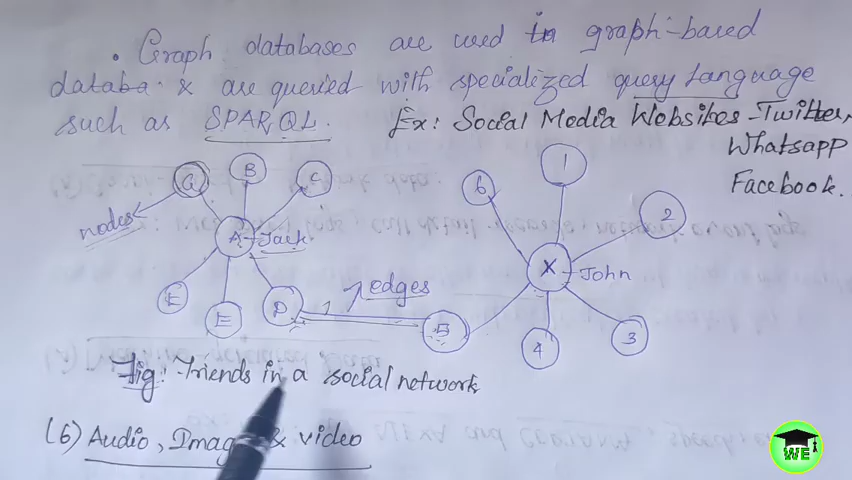 . Graph databases are used in graph-based
databa. & are queried with specialized query Language
such as SPARQL.
Ex: Social Media Websites - Twitter,
Whatsapp
Facebook.
G B C
nodes
A - Jack
E E D
edges
6 1 2
X - John
5 4 3
Fig: Friends in a social network
(6) Audio, Image & video
WE